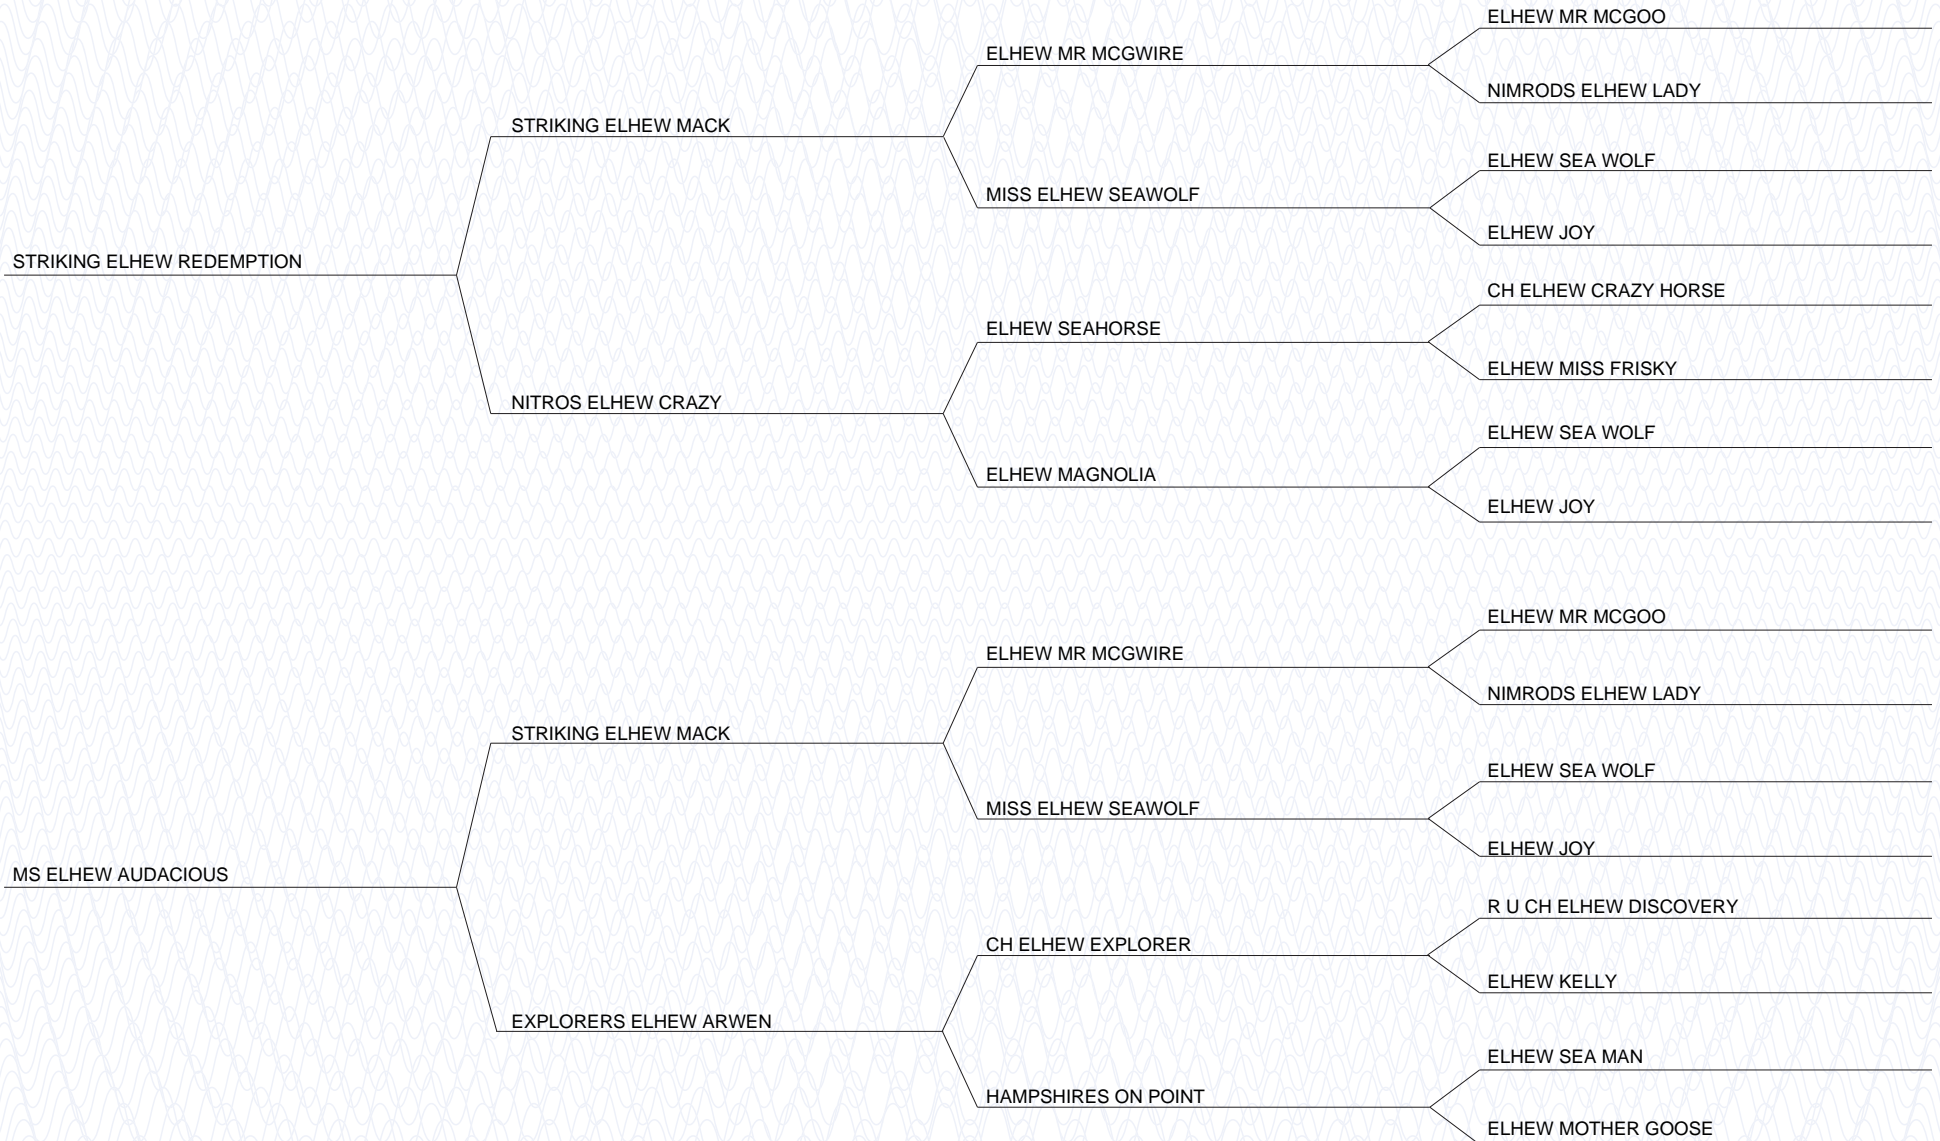 ELHEW MR MCGOO
ELHEW MR MCGWIRE
NIMRODS ELHEW LADY
STRIKING ELHEW MACK
ELHEW SEA WOLF
MISS ELHEW SEAWOLF
ELHEW JOY
STRIKING ELHEW REDEMPTION
CH ELHEW CRAZY HORSE
ELHEW SEAHORSE
ELHEW MISS FRISKY
NITROS ELHEW CRAZY
ELHEW SEA WOLF
ELHEW MAGNOLIA
ELHEW JOY
ELHEW MR MCGOO
ELHEW MR MCGWIRE
NIMRODS ELHEW LADY
STRIKING ELHEW MACK
ELHEW SEA WOLF
MISS ELHEW SEAWOLF
ELHEW JOY
MS ELHEW AUDACIOUS
R U CH ELHEW DISCOVERY
CH ELHEW EXPLORER
ELHEW KELLY
EXPLORERS ELHEW ARWEN
ELHEW SEA MAN
HAMPSHIRES ON POINT
ELHEW MOTHER GOOSE